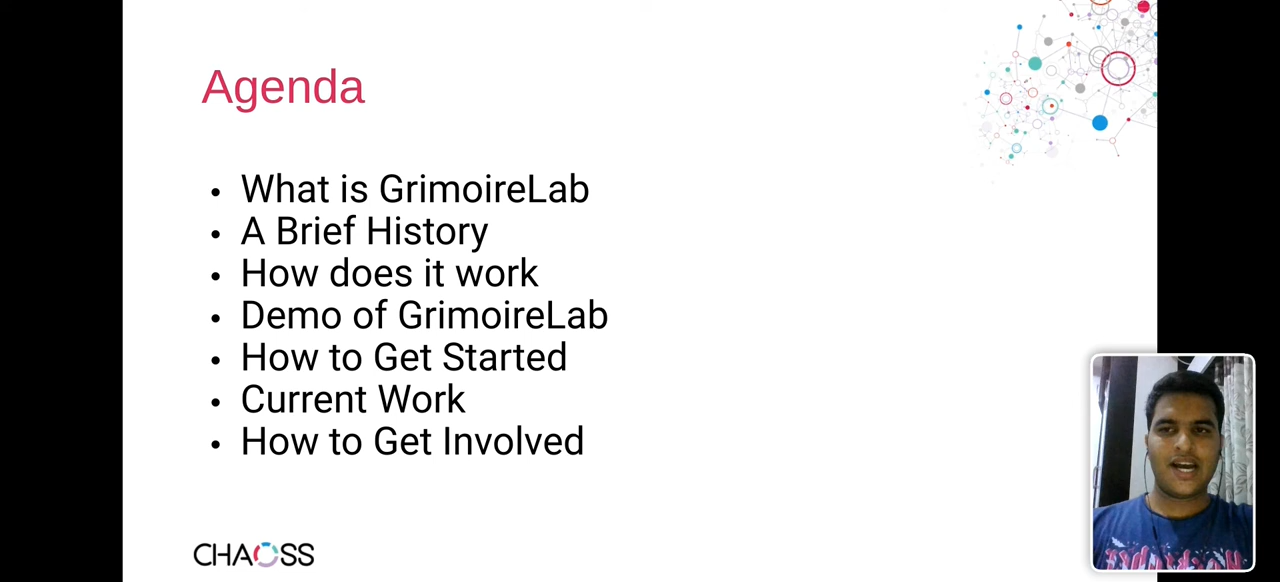 Agenda
• What is GrimoireLab
• A Brief History
• How does it work
• Demo of GrimoireLab
• How to Get Started
• Current Work
• How to Get Involved
CHAOSS